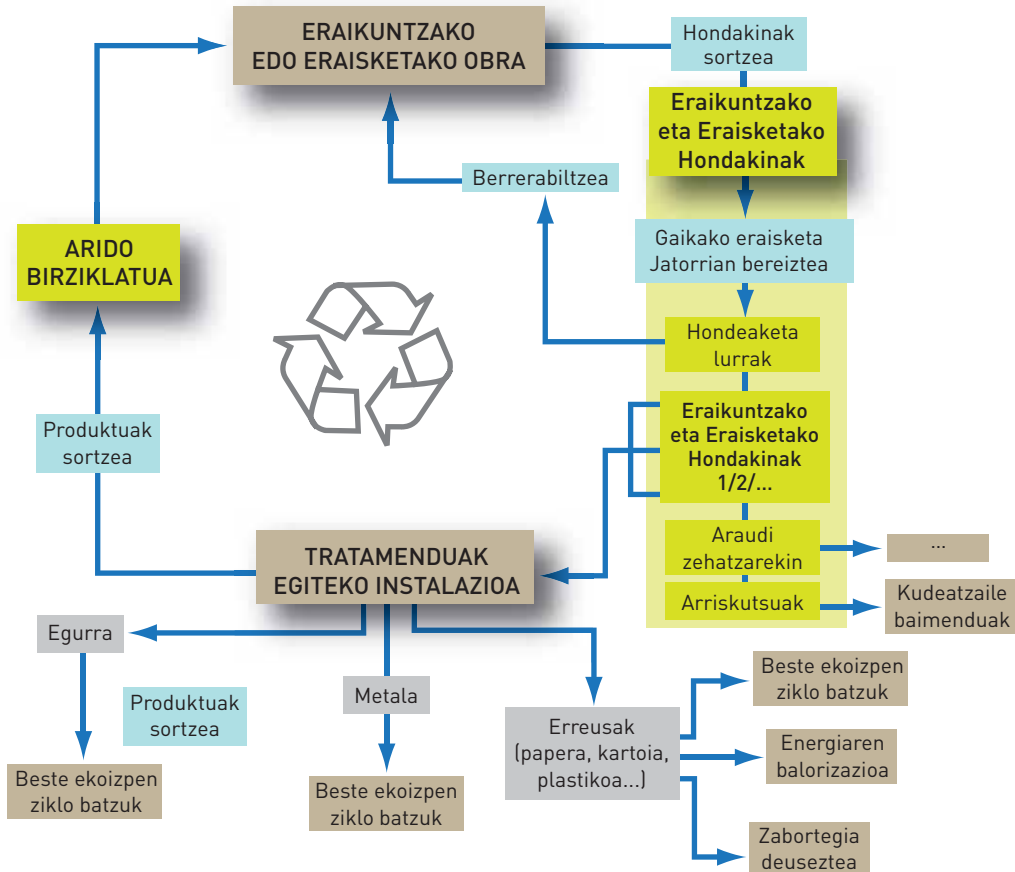 ERAIKUNTZAKO
EDO ERAISKETAKO OBRA
Hondakinak
sortzea
Eraikuntzako
eta Eraisketako
Hondakinak
Berrerabiltzea
Gaikako eraisketa
Jatorrian bereiztea
ARIDO
BIRZIKLATUA
Hondeaketa
lurrak
Produktuak
sortzea
Eraikuntzako
eta Eraisketako
Hondakinak
1/2/...
TRATAMENDUAK
EGITEKO INSTALAZIOA
Araudi
zehatzarekin
...
Arriskutsuak
Kudeatzaile
baimenduak
Egurra
Produktuak
sortzea
Metala
Erreusak
(papera, kartoia,
plastikoa...)
Beste ekoizpen
ziklo batzuk
Energiaren
balorizazioa
Beste ekoizpen
ziklo batzuk
Beste ekoizpen
ziklo batzuk
Zabortegia
deuseztea